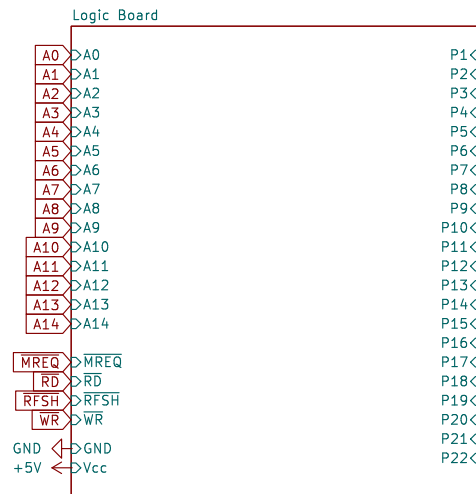 Logic Board
A0 A0 P1
A1 A1 P2
A2 A2 P3
A3 A3 P4
A4 A4 P5
A5 A5 P6
A6 A6 P7
A7 A7 P8
A8 A8 P9
A9 A9 P10
A10 A10 P11
A11 A11 P12
A12 A12 P13
A13 A13 P14
A14 A14 P15
P16
MREQ MREQ P17
RD RD P18
RFSH RFSH P19
WR WR P20
P21
GND GND
P22
+5V Vcc